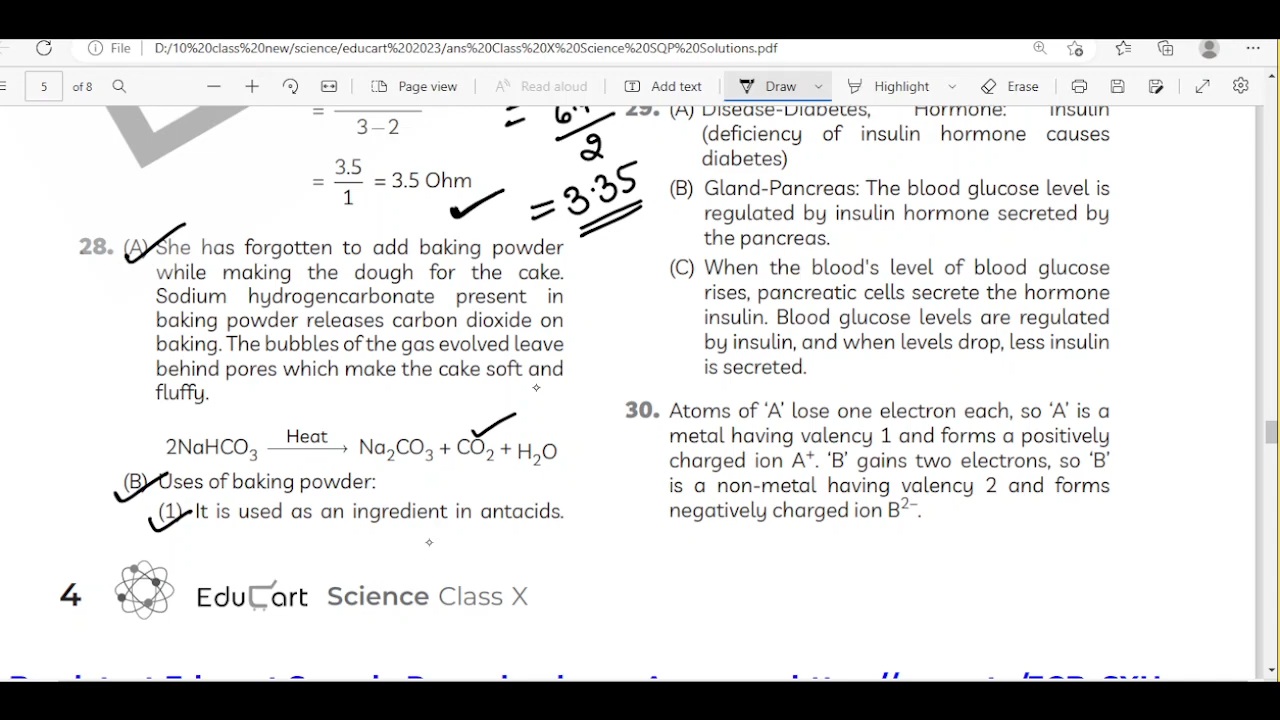 File
D:/10%20class%20new/science/educart%202023/ans%20Class%20X%20Science%20SQP%20Solutions.pdf
5 of 8
Page view
Read aloud
Add text
Draw
Highlight
Erase
=
3 – 2
= 3.5/1 = 3.5 Ohm
=
2
= 3.35
28. (A) She has forgotten to add baking powder
while making the dough for the cake.
Sodium hydrogencarbonate present in
baking powder releases carbon dioxide on
baking. The bubbles of the gas evolved leave
behind pores which make the cake soft and
fluffy.
2NaHCO₃ ⟶ Heat Na₂CO₃ + CO₂ + H₂O
(B) Uses of baking powder:
(1) It is used as an ingredient in antacids.
29. (A) Disease-Diabetes, Hormone: Insulin
(deficiency of insulin hormone causes
diabetes)
(B) Gland-Pancreas: The blood glucose level is
regulated by insulin hormone secreted by
the pancreas.
(C) When the blood's level of blood glucose
rises, pancreatic cells secrete the hormone
insulin. Blood glucose levels are regulated
by insulin, and when levels drop, less insulin
is secreted.
30. Atoms of ‘A’ lose one electron each, so ‘A’ is a
metal having valency 1 and forms a positively
charged ion A⁺. ‘B’ gains two electrons, so ‘B’
is a non-metal having valency 2 and forms
negatively charged ion B²⁻.
4 EduCart Science Class X